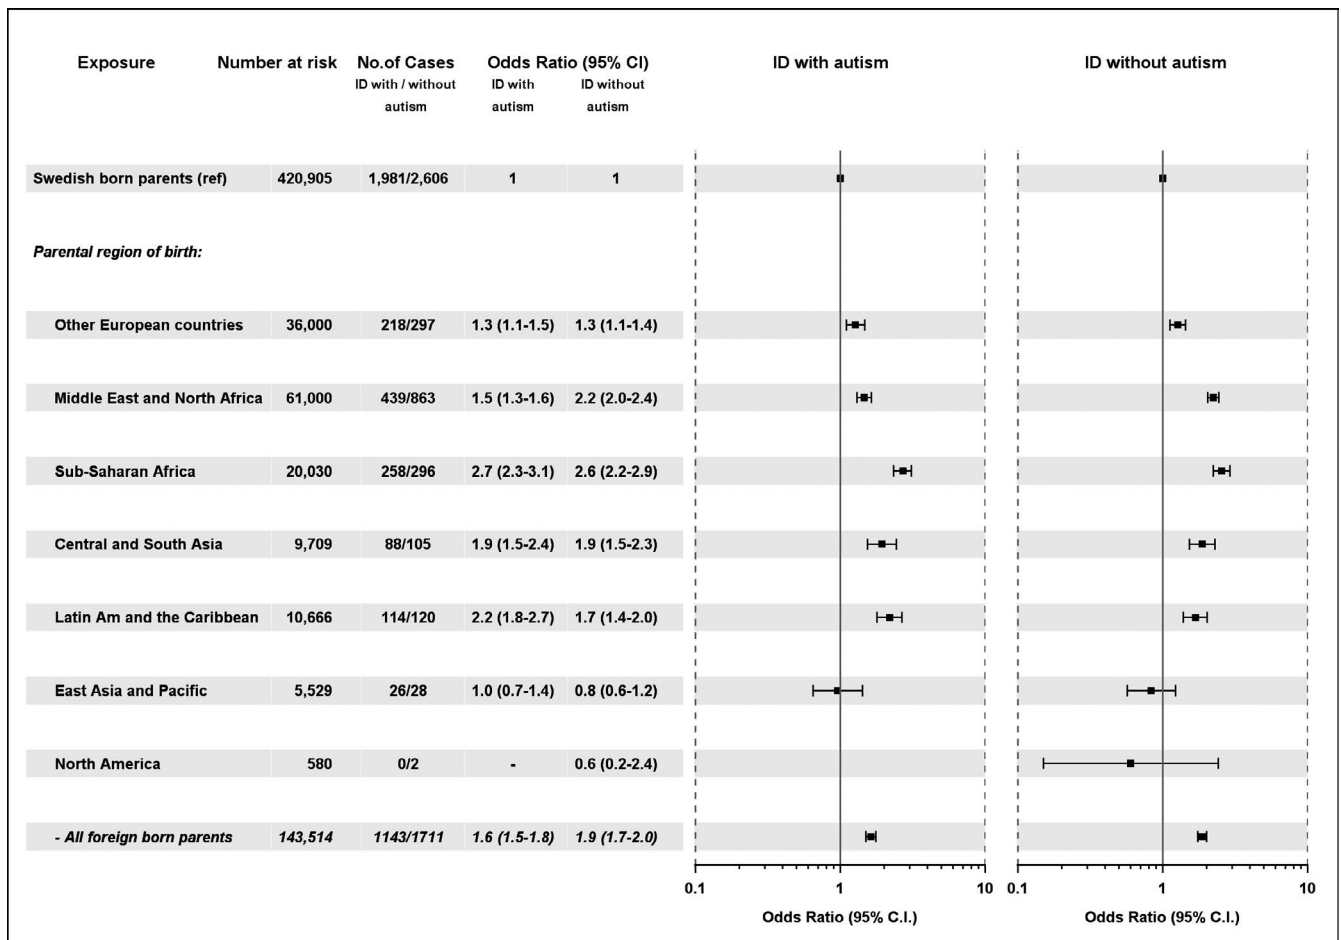 Exposure Number at risk No.of Cases Odds Ratio (95% CI) ID with autism ID without autism
ID with / without ID with ID without
autism autism autism
Swedish born parents (ref) 420,905 1,981/2,606 1 1
Parental region of birth:
Other European countries 36,000 218/297 1.3 (1.1-1.5) 1.3 (1.1-1.4)
Middle East and North Africa 61,000 439/863 1.5 (1.3-1.6) 2.2 (2.0-2.4)
Sub-Saharan Africa 20,030 258/296 2.7 (2.3-3.1) 2.6 (2.2-2.9)
Central and South Asia 9,709 88/105 1.9 (1.5-2.4) 1.9 (1.5-2.3)
Latin Am and the Caribbean 10,666 114/120 2.2 (1.8-2.7) 1.7 (1.4-2.0)
East Asia and Pacific 5,529 26/28 1.0 (0.7-1.4) 0.8 (0.6-1.2)
North America 580 0/2 - 0.6 (0.2-2.4)
- All foreign born parents 143,514 1143/1711 1.6 (1.5-1.8) 1.9 (1.7-2.0)
0.1 1 10 0.1 1 10
Odds Ratio (95% C.I.) Odds Ratio (95% C.I.)